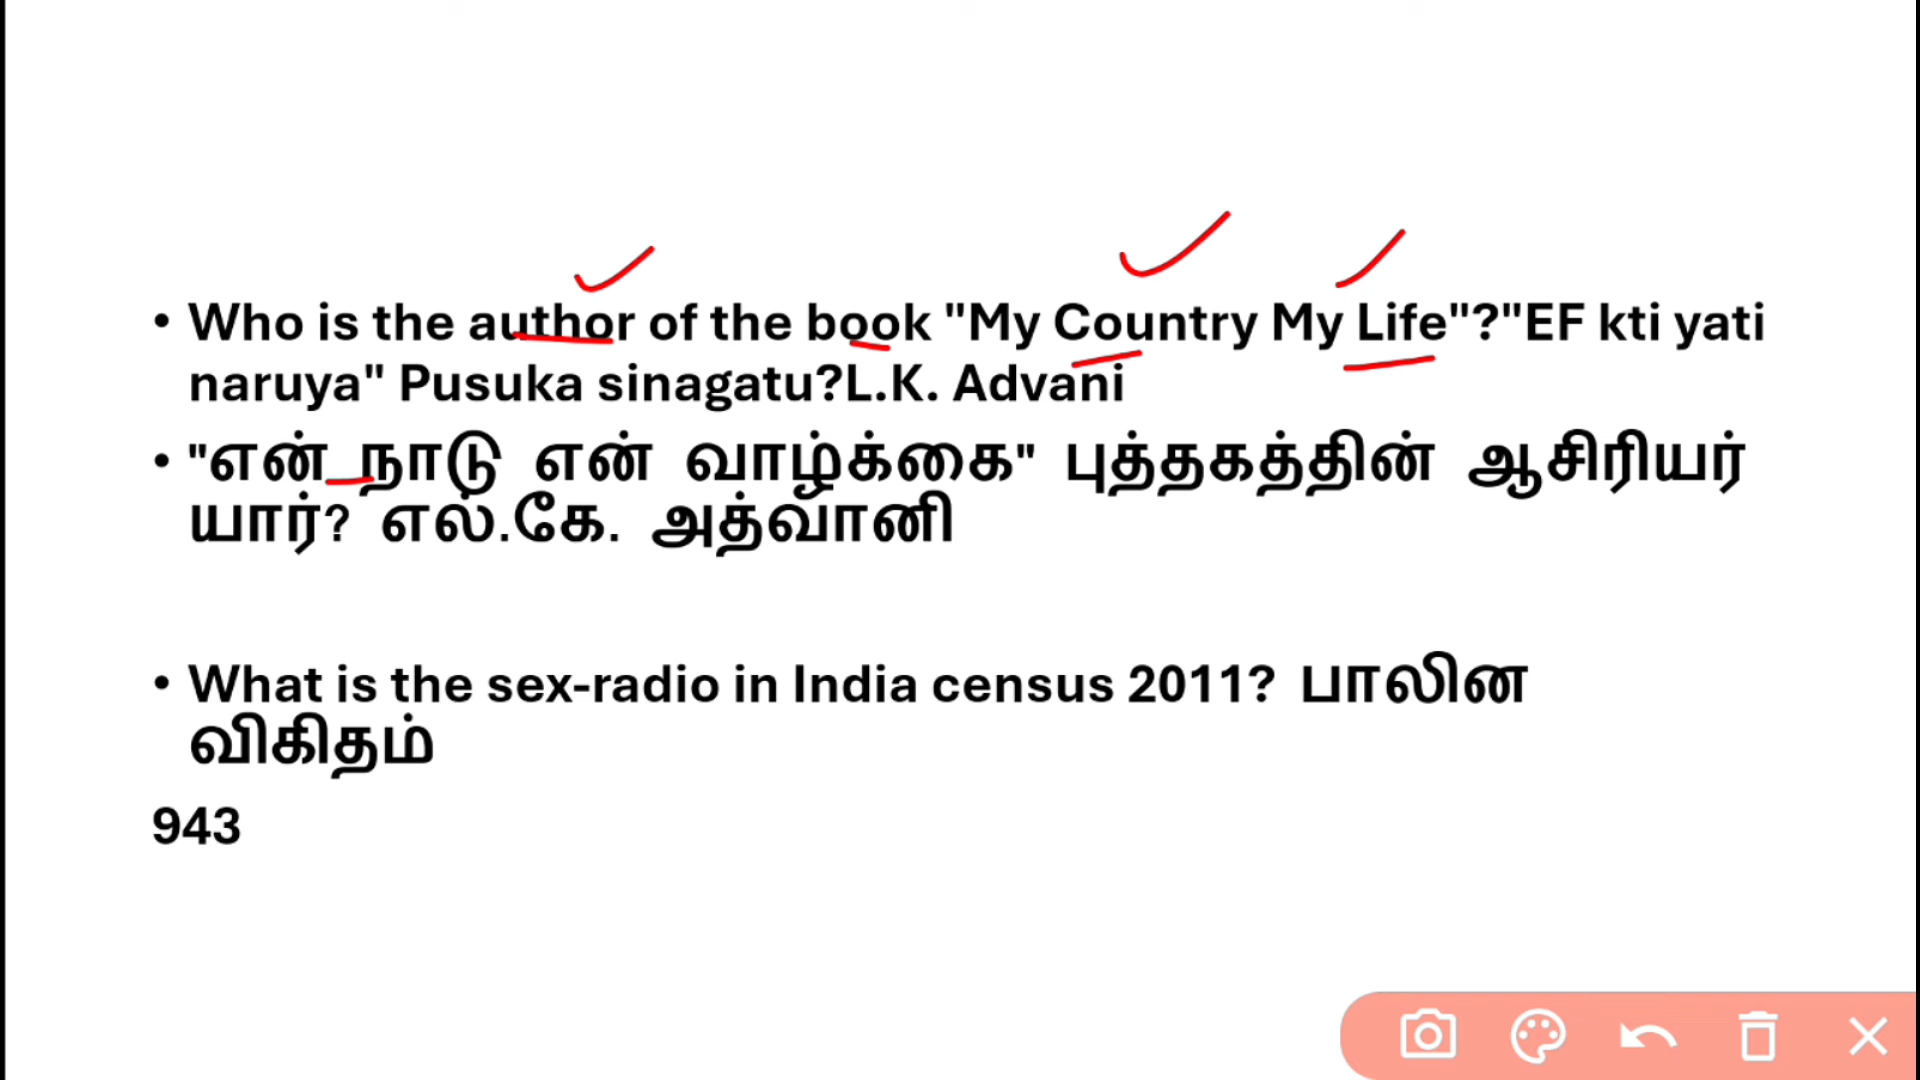 • Who is the author of the book "My Country My Life"?"EF kti yati
naruya" Pusuka sinagatu?L.K. Advani
• "என் நாடு என் வாழ்க்கை" புத்தகத்தின் ஆசிரியர்
யார்? எல்.கே. அத்வானி
• What is the sex-radio in India census 2011? பாலின
விகிதம்
943